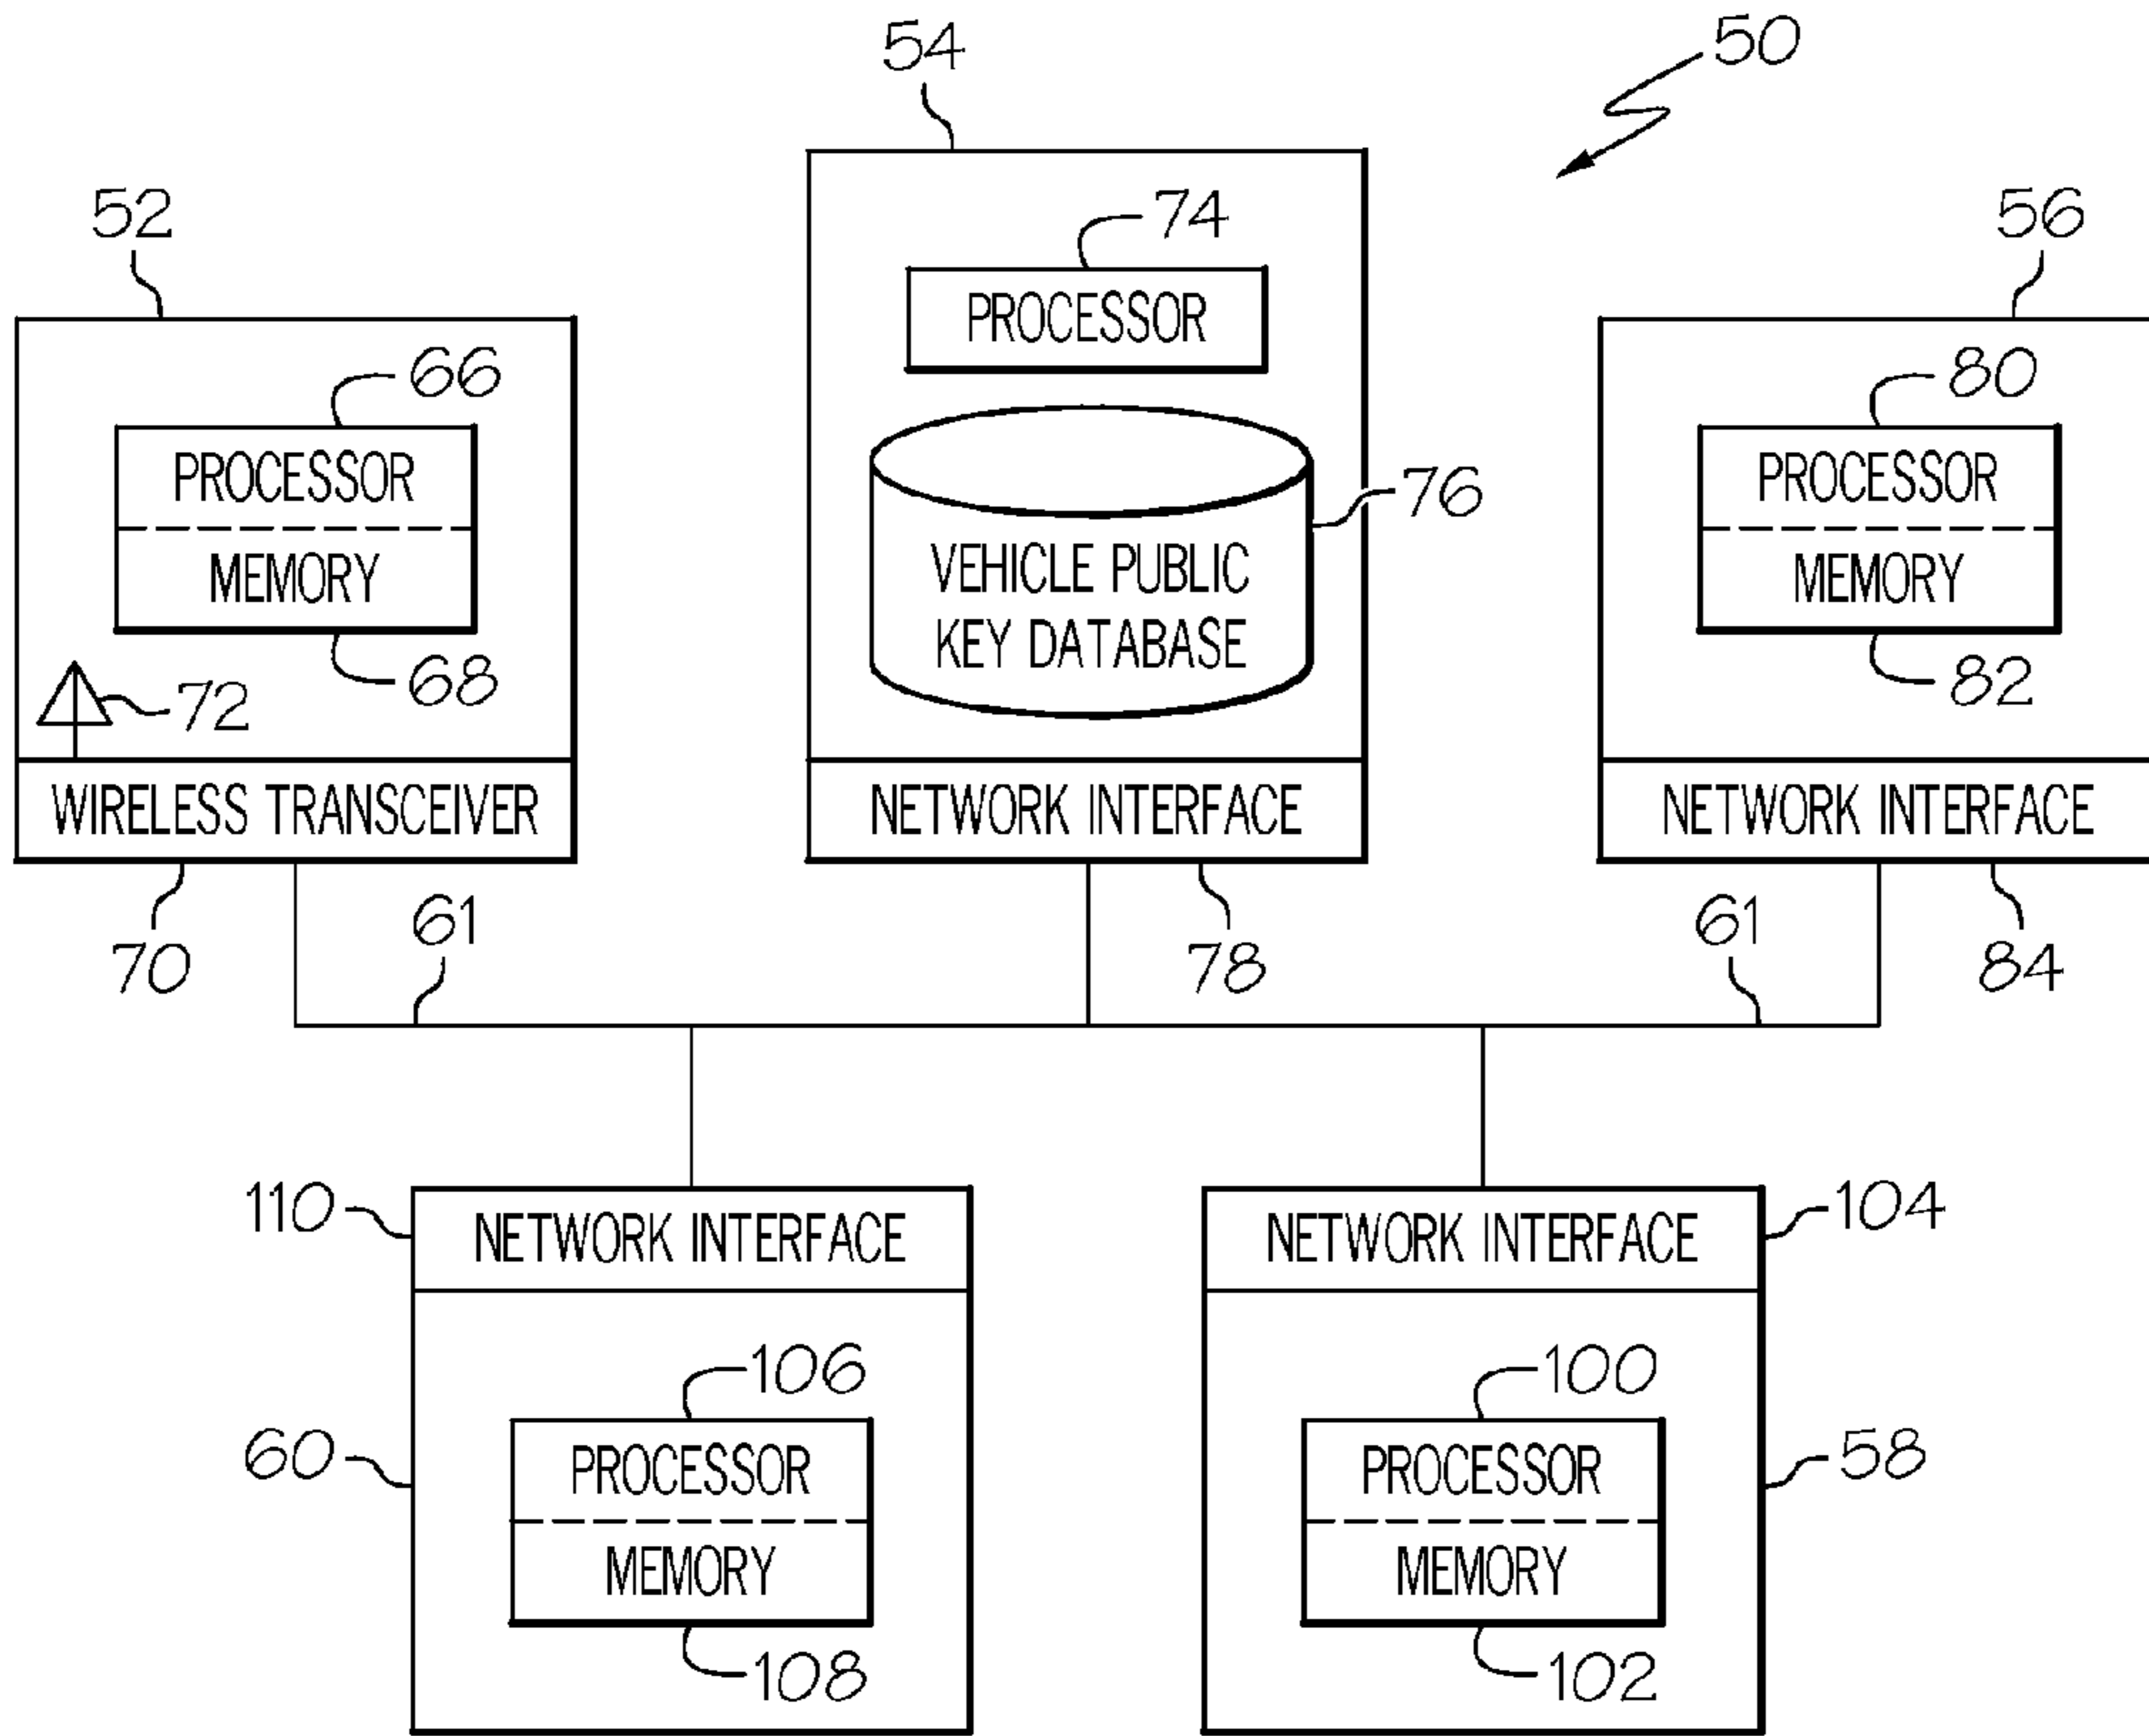 54
50
52
74
56
PROCESSOR
66
80
PROCESSOR
PROCESSOR
76
MEMORY
VEHICLE PUBLIC
KEY DATABASE
MEMORY
68
82
72
WIRELESS TRANSCEIVER
NETWORK INTERFACE
NETWORK INTERFACE
70
61
78
61
84
110
NETWORK INTERFACE
NETWORK INTERFACE
104
106
100
60
PROCESSOR
PROCESSOR
58
MEMORY
MEMORY
108
102